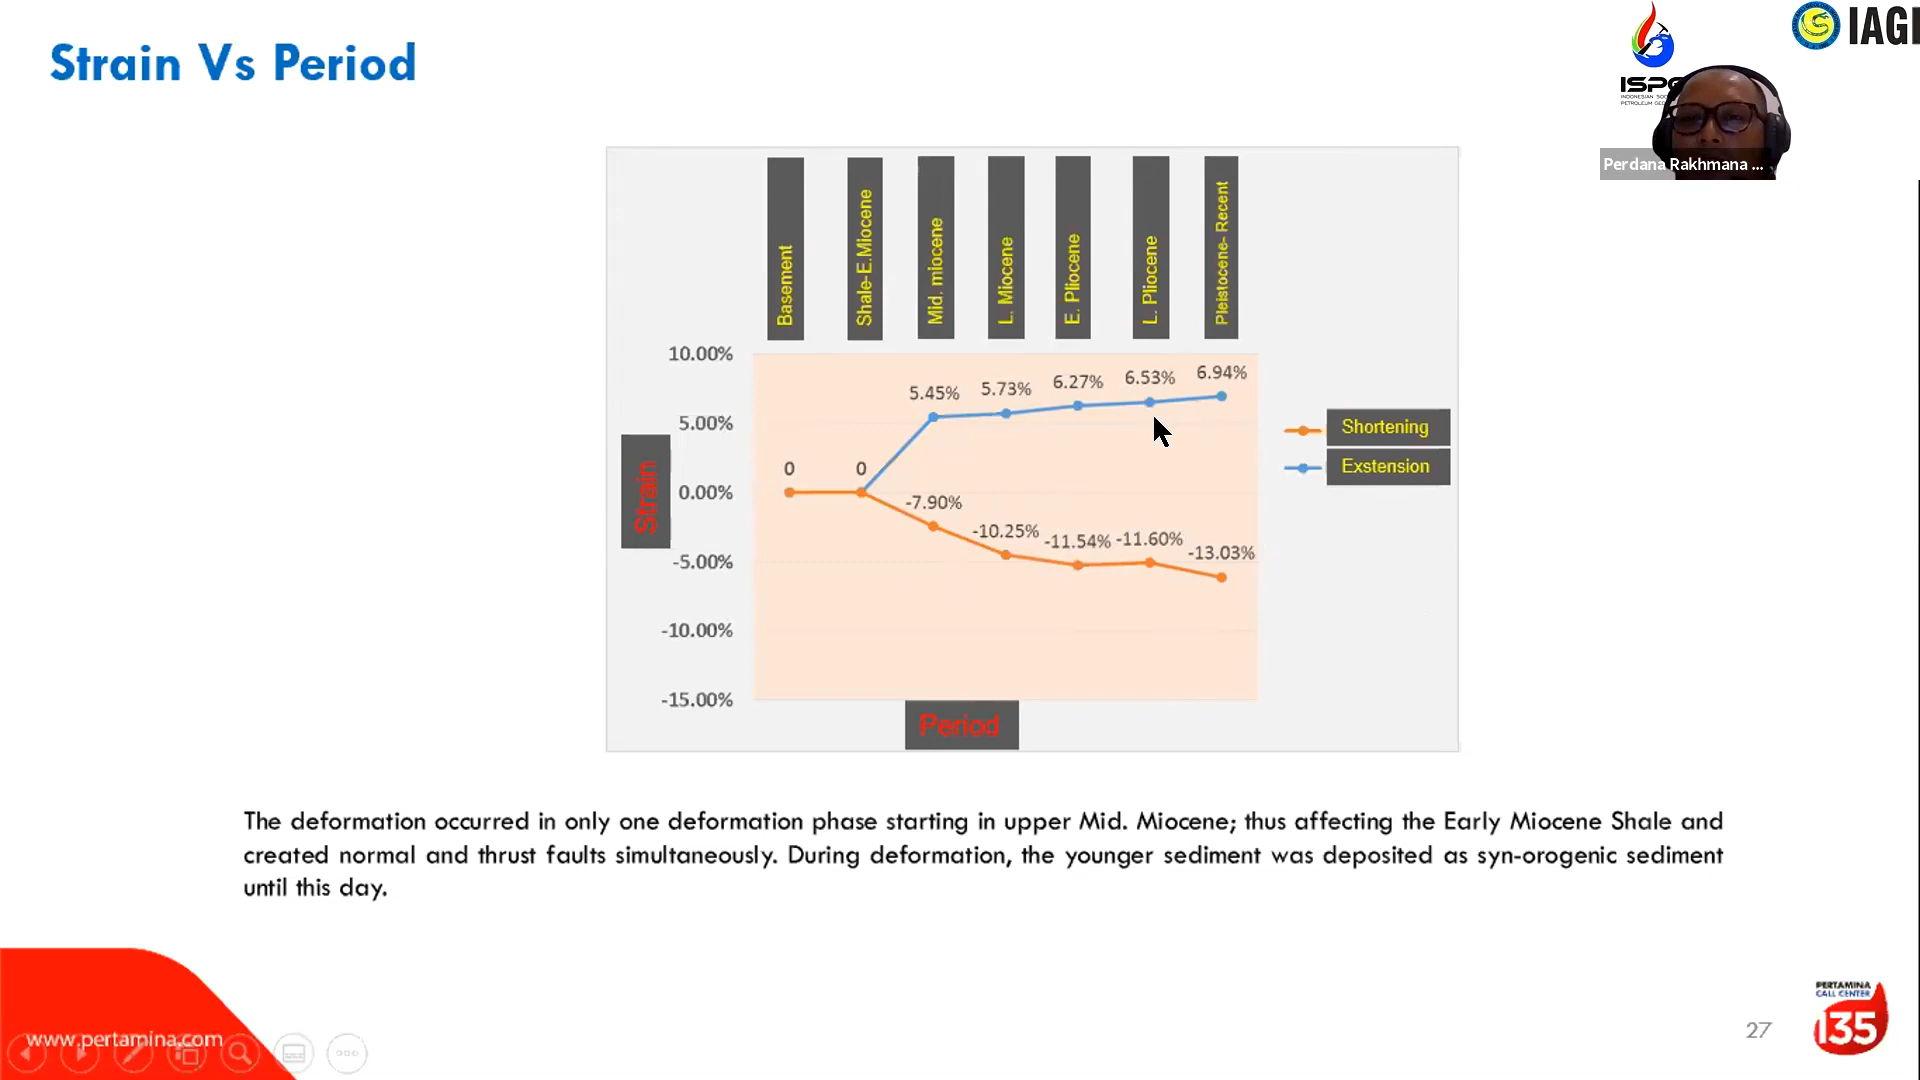 Strain Vs Period
IAGI
Perdana Rakhmana ...
Basement
Shale-E.Miocene
Mid. miocene
L. Miocene
E. Pliocene
L. Pliocene
Pleistocene- Recent
10.00%
5.00%
0.00%
-5.00%
-10.00%
-15.00%
Strain
0
0
5.45%
5.73%
6.27%
6.53%
6.94%
-7.90%
-10.25%
-11.54%
-11.60%
-13.03%
Shortening
Exstension
Period
The deformation occurred in only one deformation phase starting in upper Mid. Miocene; thus affecting the Early Miocene Shale and
created normal and thrust faults simultaneously. During deformation, the younger sediment was deposited as syn-orogenic sediment
until this day.
www.pertamina.com
27
PERTAMINA
CALL CENTER
135